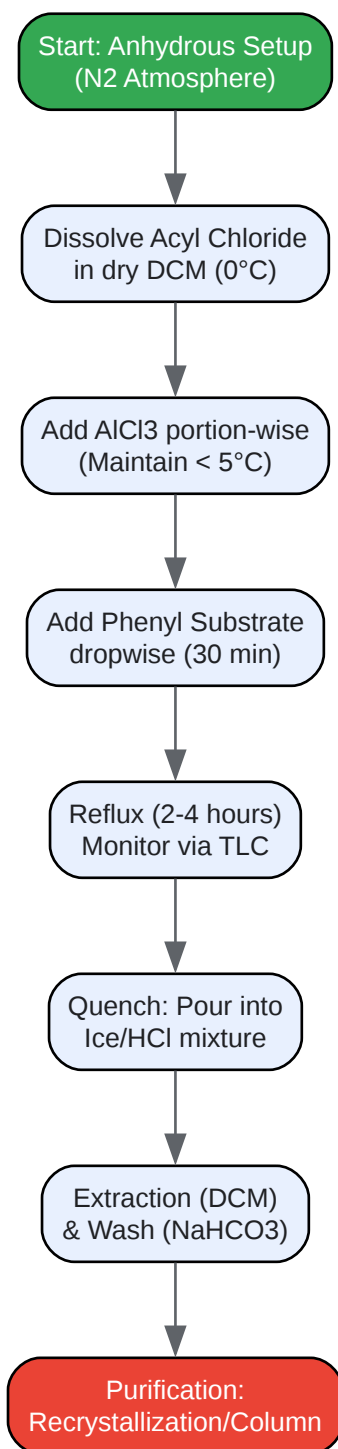 Start: Anhydrous Setup
(N2 Atmosphere)
Dissolve Acyl Chloride
in dry DCM (0°C)
Add AlCl3 portion-wise
(Maintain < 5°C)
Add Phenyl Substrate
dropwise (30 min)
Reflux (2-4 hours)
Monitor via TLC
Quench: Pour into
Ice/HCl mixture
Extraction (DCM)
& Wash (NaHCO3)
Purification:
Recrystallization/Column